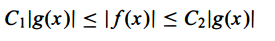 C₁|g(x)| ≤ |f(x)| ≤ C₂|g(x)|